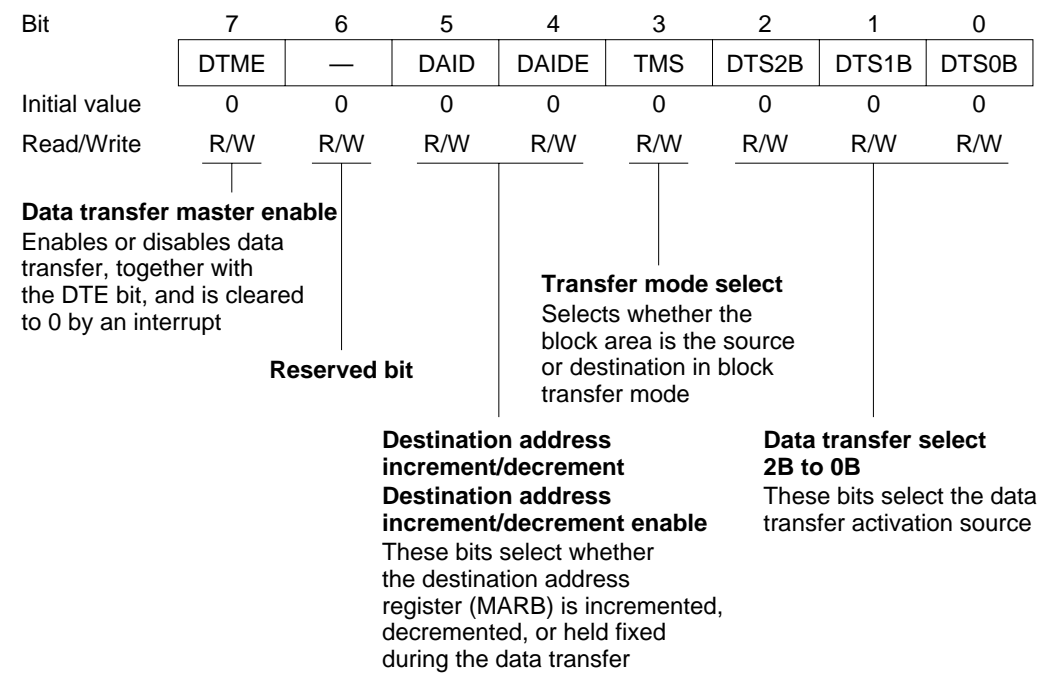 Bit 7 6 5 4 3 2 1 0
DTME — DAID DAIDE TMS DTS2B DTS1B DTS0B
Initial value 0 0 0 0 0 0 0 0
Read/Write R/W R/W R/W R/W R/W R/W R/W R/W
Data transfer master enable
Enables or disables data
transfer, together with
the DTE bit, and is cleared
to 0 by an interrupt
Reserved bit
Transfer mode select
Selects whether the
block area is the source
or destination in block
transfer mode
Destination address
increment/decrement
Destination address
increment/decrement enable
These bits select whether
the destination address
register (MARB) is incremented,
decremented, or held fixed
during the data transfer
Data transfer select
2B to 0B
These bits select the data
transfer activation source